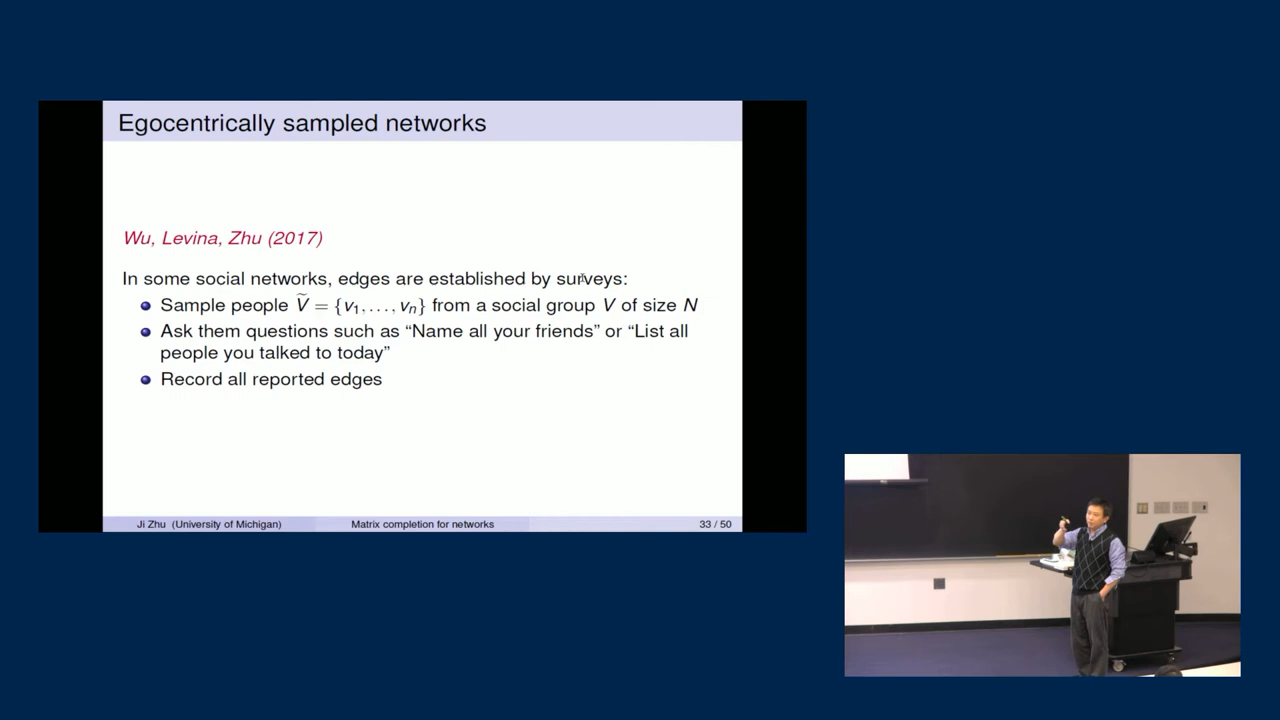 Egocentrically sampled networks
Wu, Levina, Zhu (2017)
In some social networks, edges are established by surveys:
Sample people Ṽ = {v₁, . . . , vₙ} from a social group V of size N
Ask them questions such as “Name all your friends” or “List all
people you talked to today”
Record all reported edges
Ji Zhu (University of Michigan) Matrix completion for networks 33 / 50